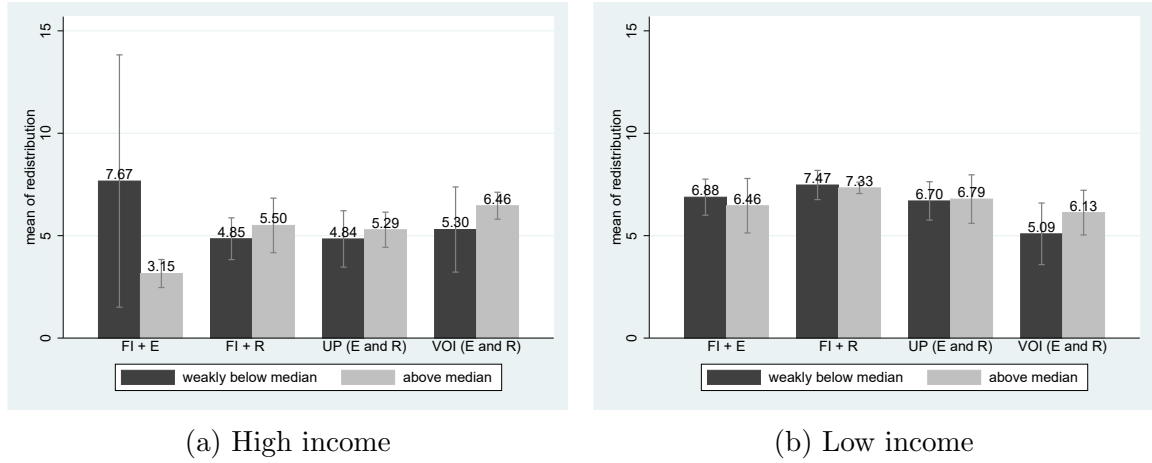 mean of redistribution
15
10
5
0
7.67
3.15
4.85
5.50
4.84
5.29
5.30
6.46
FI + E
FI + R
UP (E and R)
VOI (E and R)
weakly below median
above median
(a) High income
mean of redistribution
15
10
5
0
6.88
6.46
7.47
7.33
6.70
6.79
5.09
6.13
FI + E
FI + R
UP (E and R)
VOI (E and R)
weakly below median
above median
(b) Low income